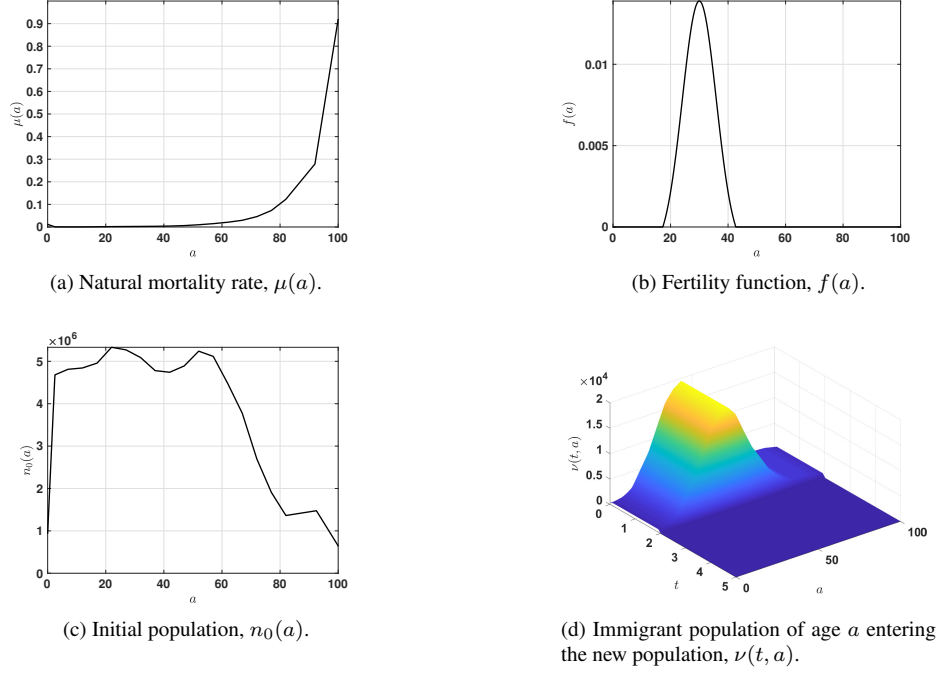 0.9
0.8
0.7
0.6
0.5
0.4
0.3
0.2
0.1
0
μ(a)
0 20 40 60 80 100
a
(a) Natural mortality rate, μ(a).
0.01
0.005
0
f(a)
0 20 40 60 80 100
a
(b) Fertility function, f(a).
×10⁶
5
4
3
2
1
0
n₀(a)
0 20 40 60 80 100
a
(c) Initial population, n₀(a).
×10⁴
2
1.5
1
0.5
0
ν(t, a)
0
1
2
3
4
5
t
0
50
100
a
(d) Immigrant population of age a entering
the new population, ν(t, a).